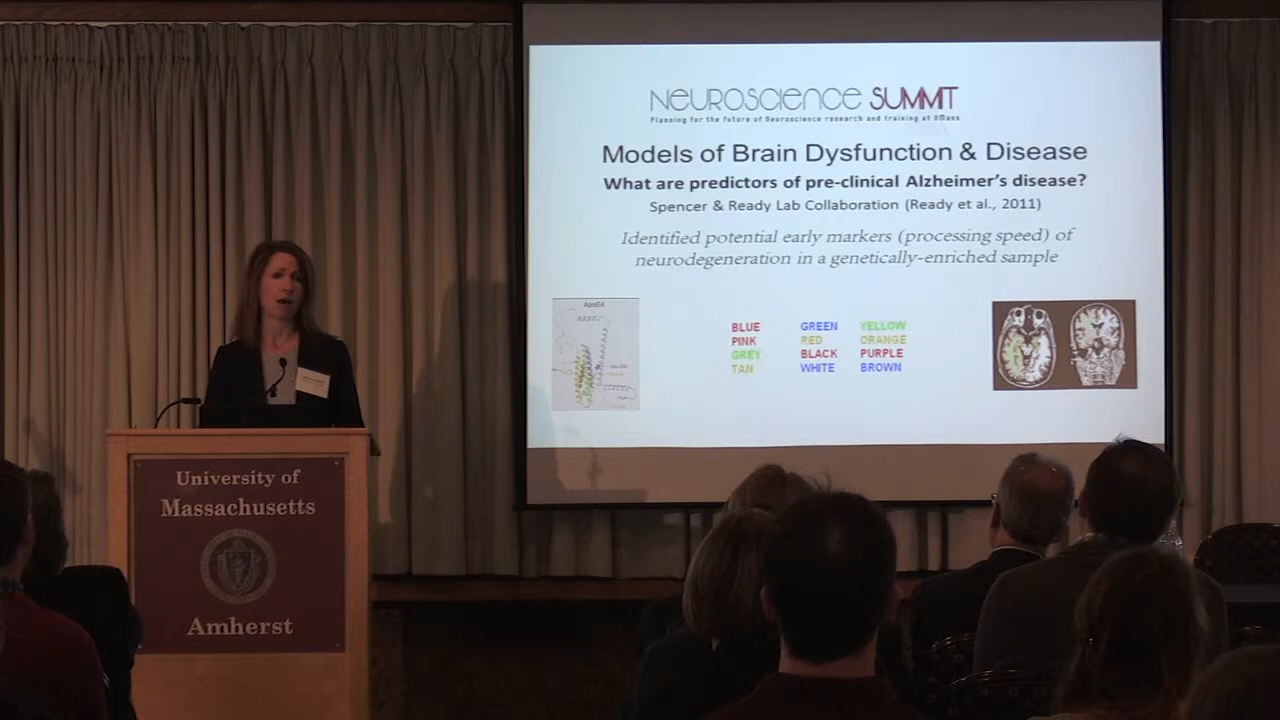 NEUROSCIENCE SUMMIT
Planning for the future of Neuroscience research and training at UMass
Models of Brain Dysfunction & Disease
What are predictors of pre-clinical Alzheimer's disease?
Spencer & Ready Lab Collaboration (Ready et al., 2011)
Identified potential early markers (processing speed) of
neurodegeneration in a genetically-enriched sample
ApoE4
BLUE GREEN YELLOW
PINK RED ORANGE
GREY BLACK PURPLE
TAN WHITE BROWN
University of
Massachusetts
Amherst